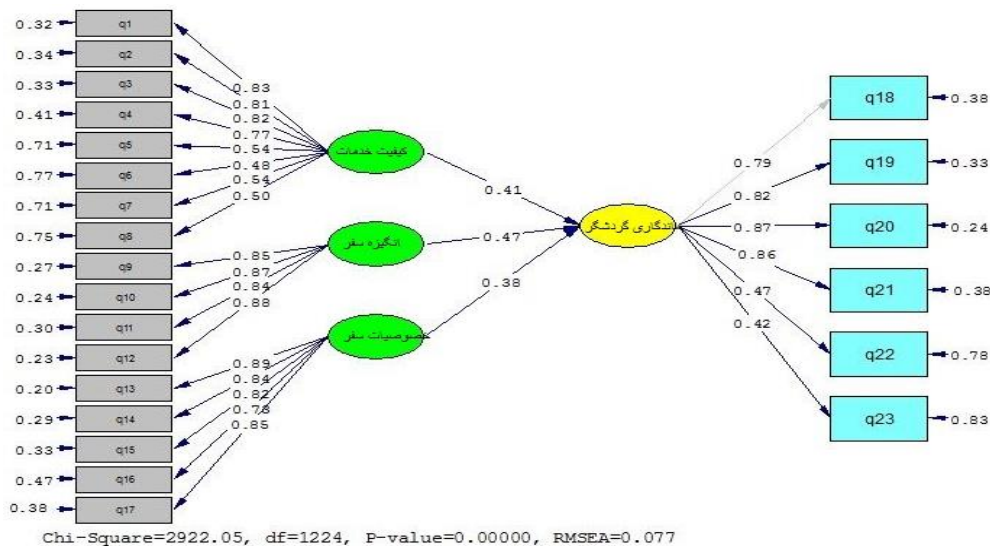 0.32 q1
0.34 q2
0.33 q3
0.41 q4
0.71 q5
0.77 q6
0.71 q7
0.75 q8
0.27 q9
0.24 q10
0.30 q11
0.23 q12
0.20 q13
0.29 q14
0.33 q15
0.47 q16
0.38 q17
0.83
0.81
0.82
0.77
0.54
0.48
0.54
0.50
0.85
0.87
0.84
0.88
0.89
0.84
0.82
0.78
0.85
کیفیت خدمات
انگیزه سفر
خصوصیات سفر
0.41
0.47
0.38
ماندگاری گردشگر
0.79
0.82
0.87
0.86
0.47
0.42
q18 0.38
q19 0.33
q20 0.24
q21 0.38
q22 0.78
q23 0.83
Chi-Square=2922.05, df=1224, P-value=0.00000, RMSEA=0.077